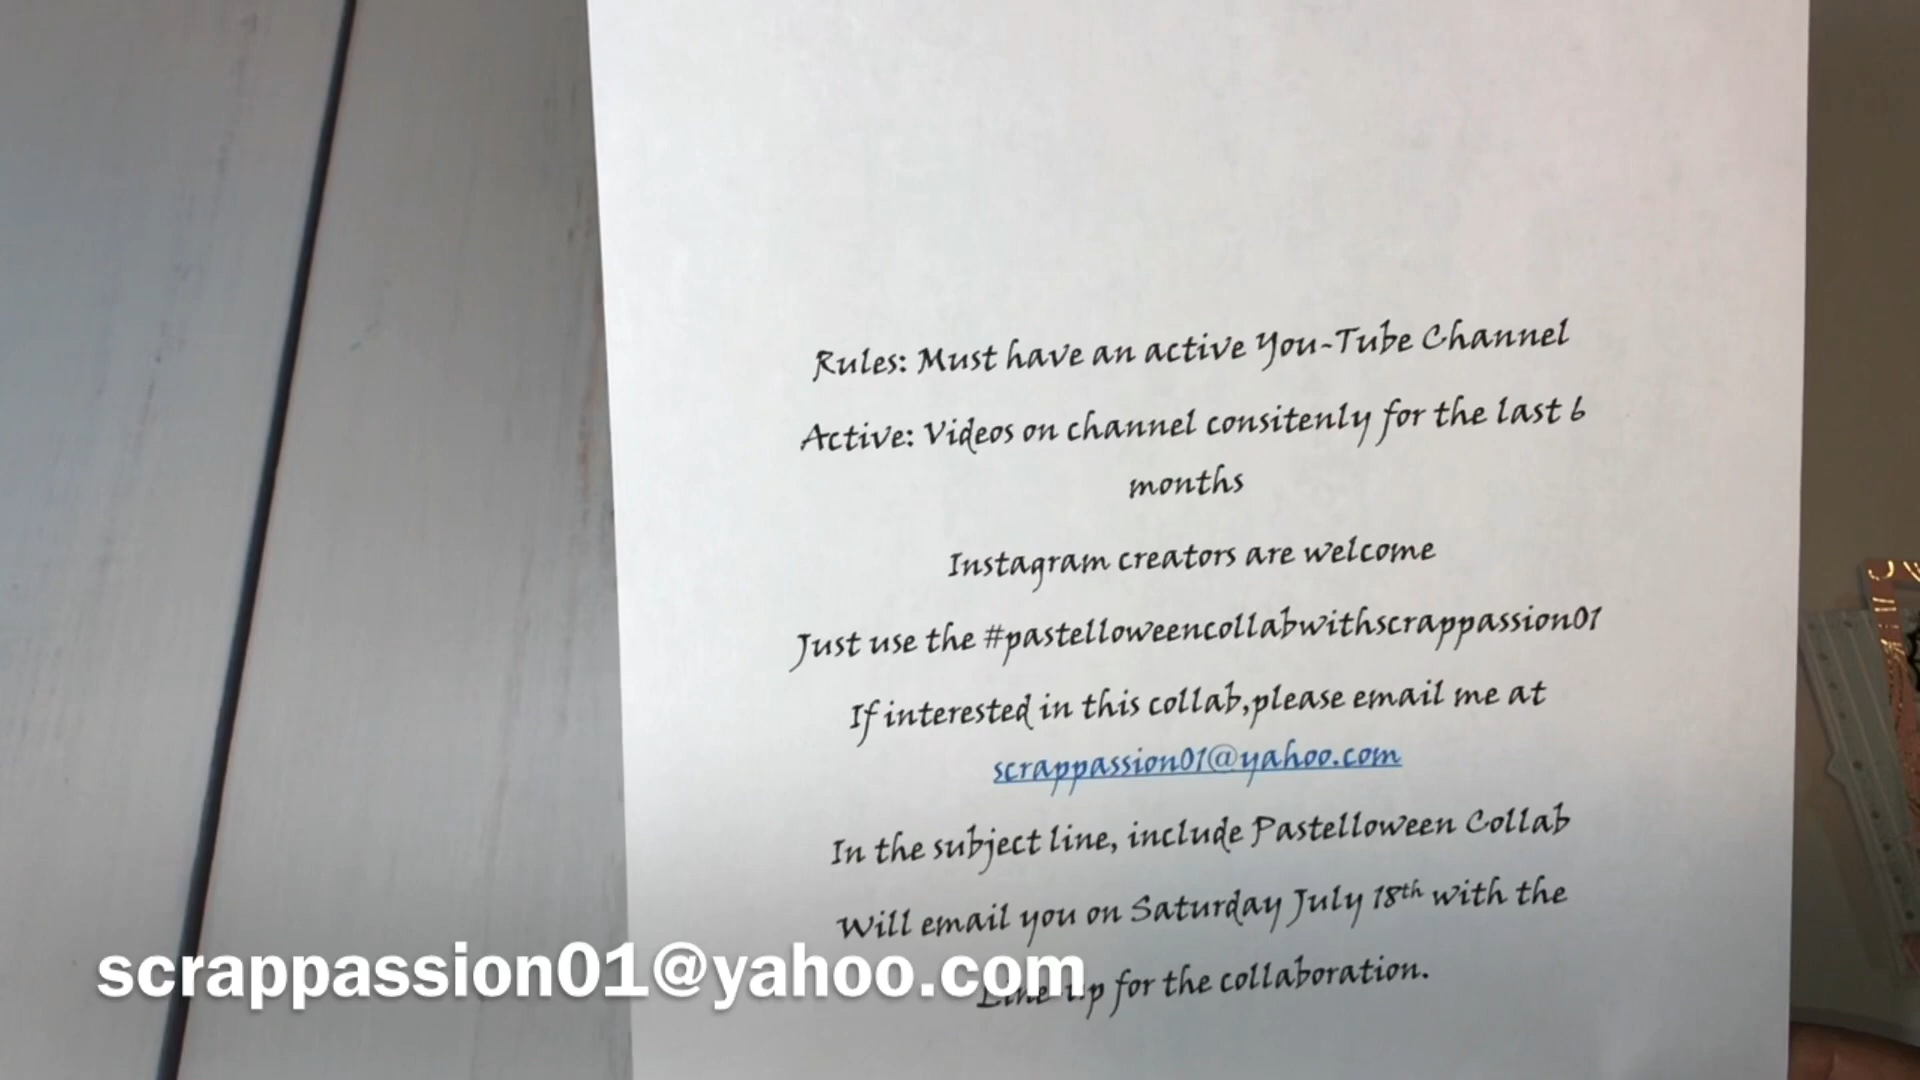 Rules: Must have an active You-Tube Channel
Active: Videos on channel consitenly for the last 6
months
Instagram creators are welcome
Just use the #pastelloweencollabwithscrappassion01
If interested in this collab,please email me at
scrappassion01@yahoo.com
In the subject line, include Pastelloween Collab
Will email you on Saturday July 18th with the
Line-up for the collaboration.
scrappassion01@yahoo.com